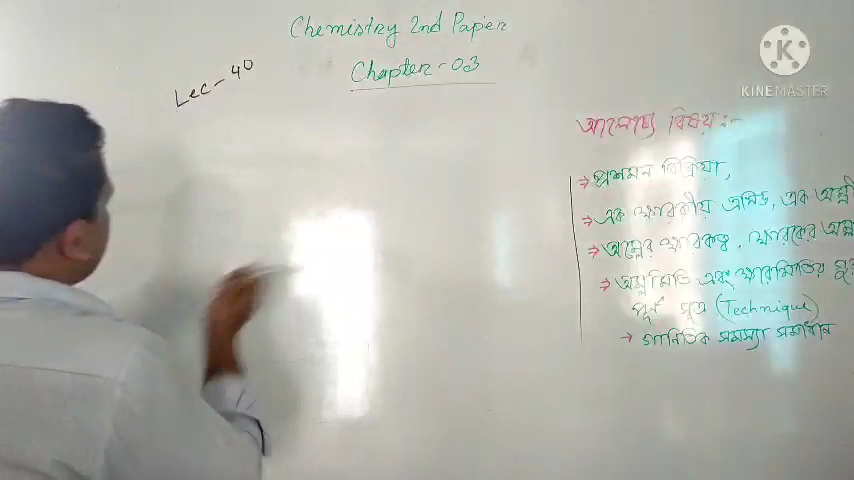 Chemistry 2nd Paper
Chapter-03
Lec-40
KINEMASTER
আলোচ্য বিষয়:-
⇒ প্রশমন বিক্রিয়া,
⇒ এক ক্ষারকীয় এসিড, এক অম্লী
⇒ অম্লের ক্ষারকত্ব, ক্ষারকের অম্ল
⇒ অম্লমিতি এবং ক্ষারমিতির
পূর্ণ সূত্র (Technique)
→ গানিতিক সমস্যা সমাধান